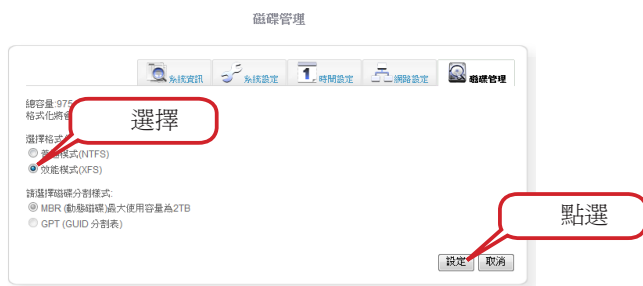 磁碟管理
系統資訊 系統設定 1 時間設定 網路設定 磁碟管理
總容量:975
格式化將會
選擇
選擇格式
模式(NTFS)
效能模式(XFS)
請選擇磁碟分割樣式:
MBR (動態磁碟)最大使用容量為2TB
GPT (GUID 分割表)
點選
設定 取消